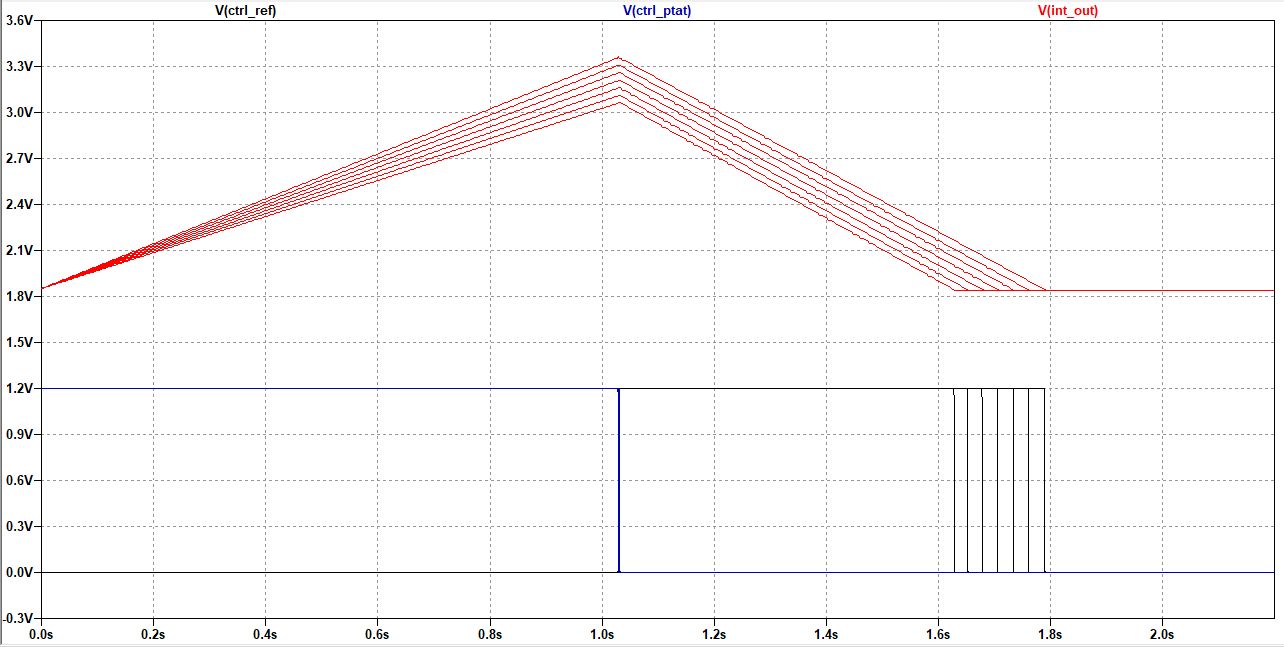 V(ctrl_ref) V(ctrl_ptat) V(int_out)
3.6V
3.3V
3.0V
2.7V
2.4V
2.1V
1.8V
1.5V
1.2V
0.9V
0.6V
0.3V
0.0V
-0.3V
0.0s 0.2s 0.4s 0.6s 0.8s 1.0s 1.2s 1.4s 1.6s 1.8s 2.0s